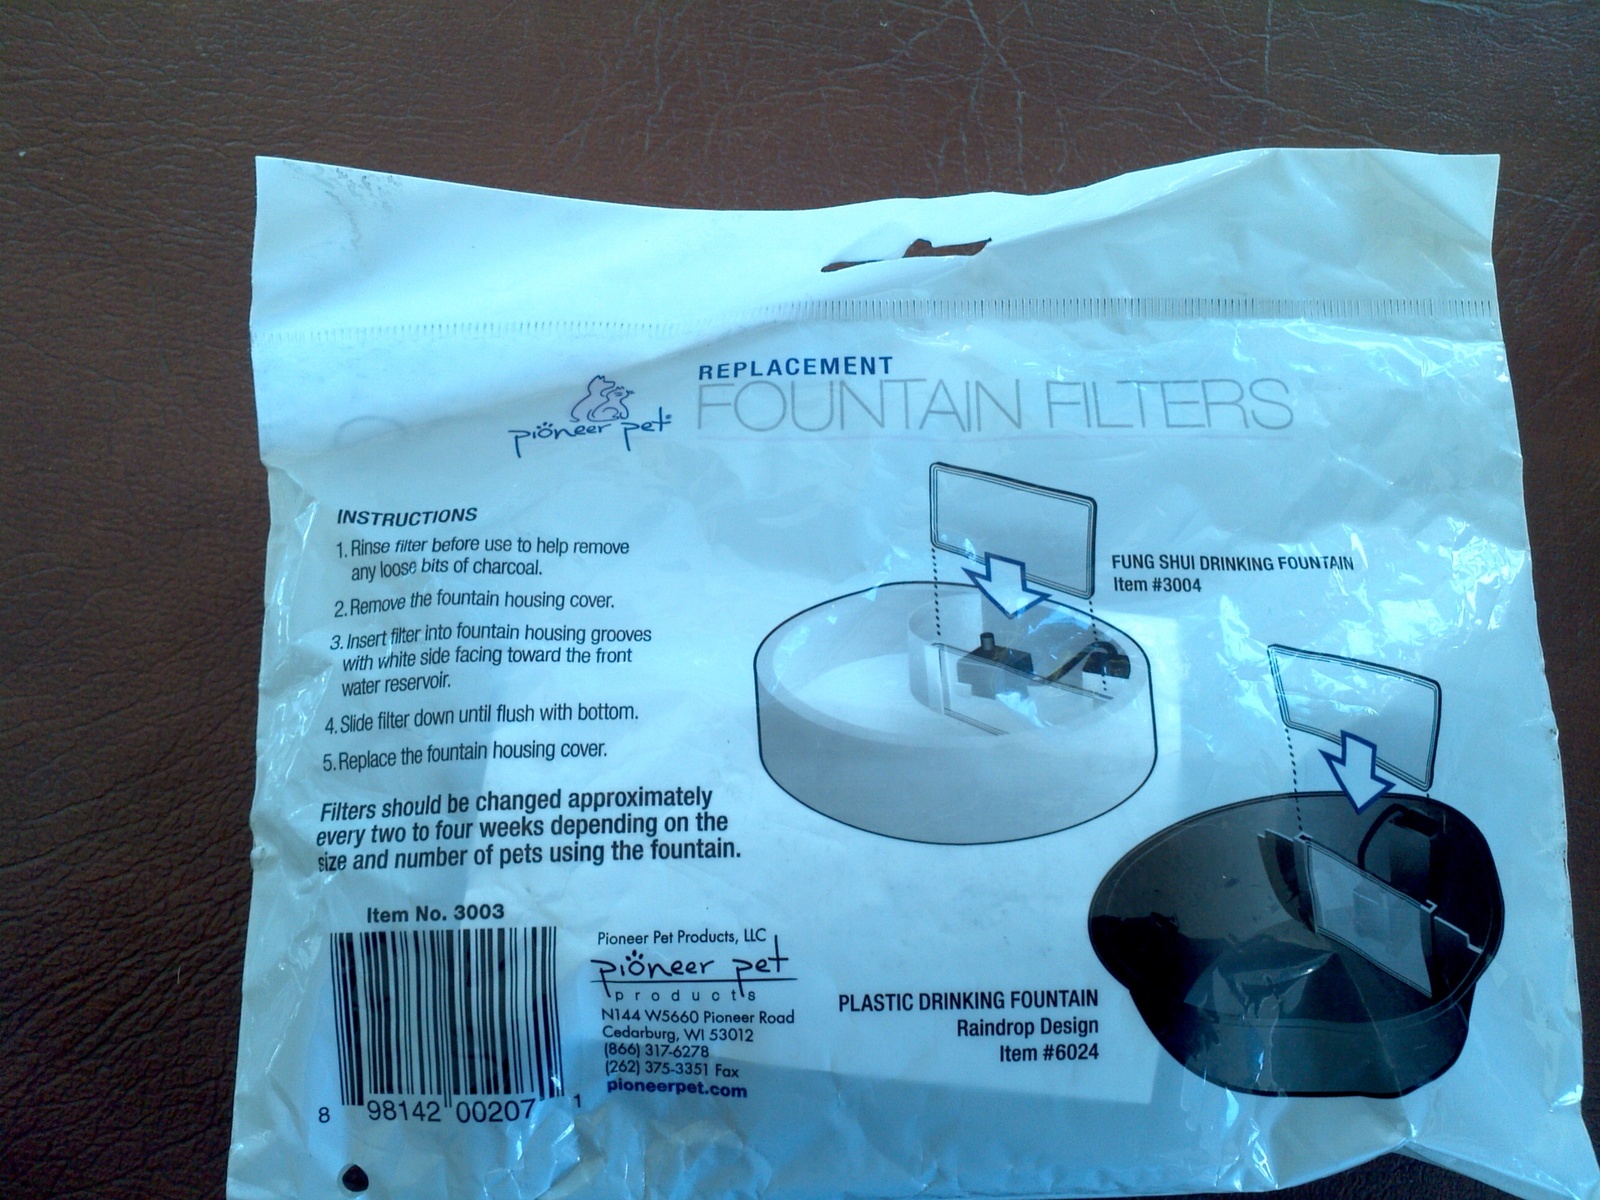 REPLACEMENT
FOUNTAIN FILTERS
pioneer pet
INSTRUCTIONS
1. Rinse filter before use to help remove
any loose bits of charcoal.
2. Remove the fountain housing cover.
3. Insert filter into fountain housing grooves
with white side facing toward the front
water reservoir.
4. Slide filter down until flush with bottom.
5. Replace the fountain housing cover.
Filters should be changed approximately
every two to four weeks depending on the
size and number of pets using the fountain.
FUNG SHUI DRINKING FOUNTAIN
Item #3004
Item No. 3003
8 98142 00207 1
Pioneer Pet Products, LLC
pioneer pet
products
N144 W5660 Pioneer Road
Cedarburg, WI 53012
(866) 317-6278
(262) 375-3351 Fax
pioneerpet.com
PLASTIC DRINKING FOUNTAIN
Raindrop Design
Item #6024